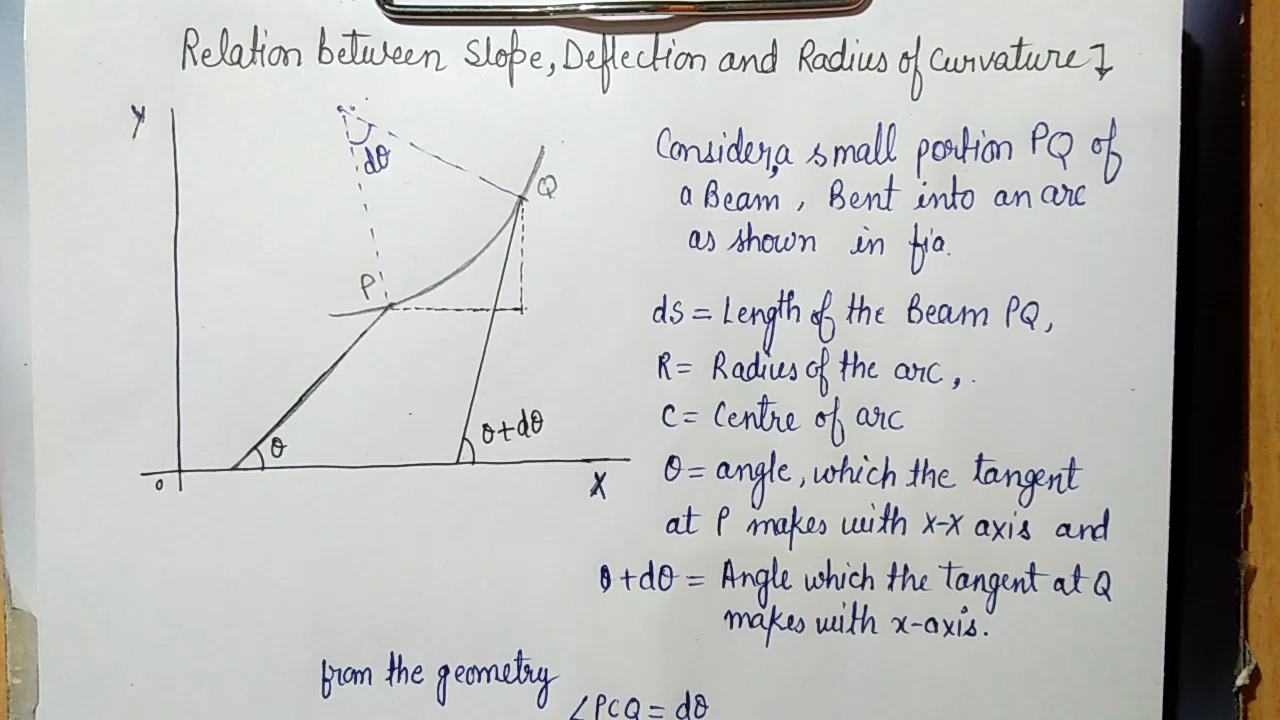 Relation between Slope, Deflection and Radius of Curvature
Y
dθ
Q
P
θ
θ+dθ
o
X
Consider, a small portion PQ of
a Beam, Bent into an arc
as shown in fig.
ds = Length of the Beam PQ,
R = Radius of the arc,.
C = Centre of arc
θ = angle, which the tangent
at P makes with x-x axis and
θ+dθ = Angle which the tangent at Q
makes with x-axis.
from the geometry
∠PCQ = dθ